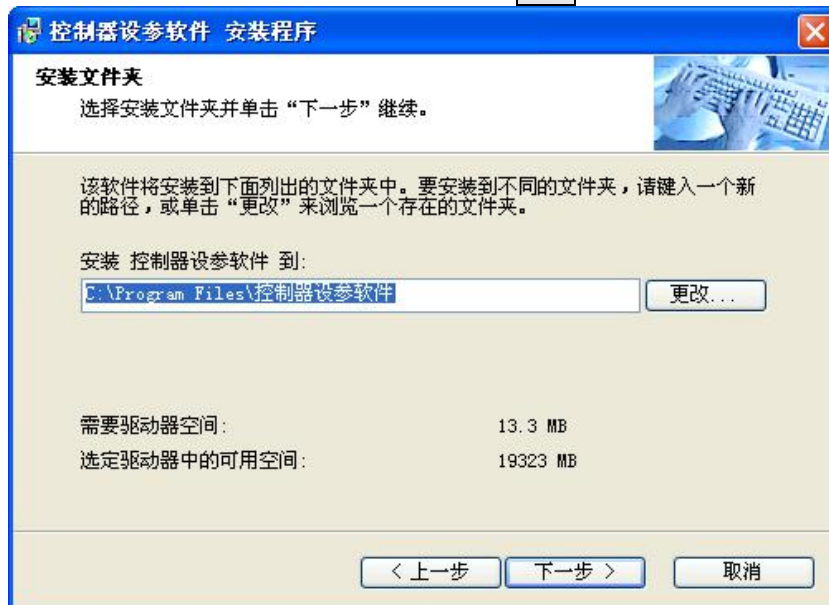 控制器设参软件 安装程序
安装文件夹
选择安装文件夹并单击“下一步”继续。
该软件将安装到下面列出的文件夹中。要安装到不同的文件夹，请键入一个新
的路径，或单击“更改”来浏览一个存在的文件夹。
安装 控制器设参软件 到:
C:\Program Files\控制器设参软件
更改...
需要驱动器空间: 13.3 MB
选定驱动器中的可用空间: 19323 MB
< 上一步 下一步 > 取消